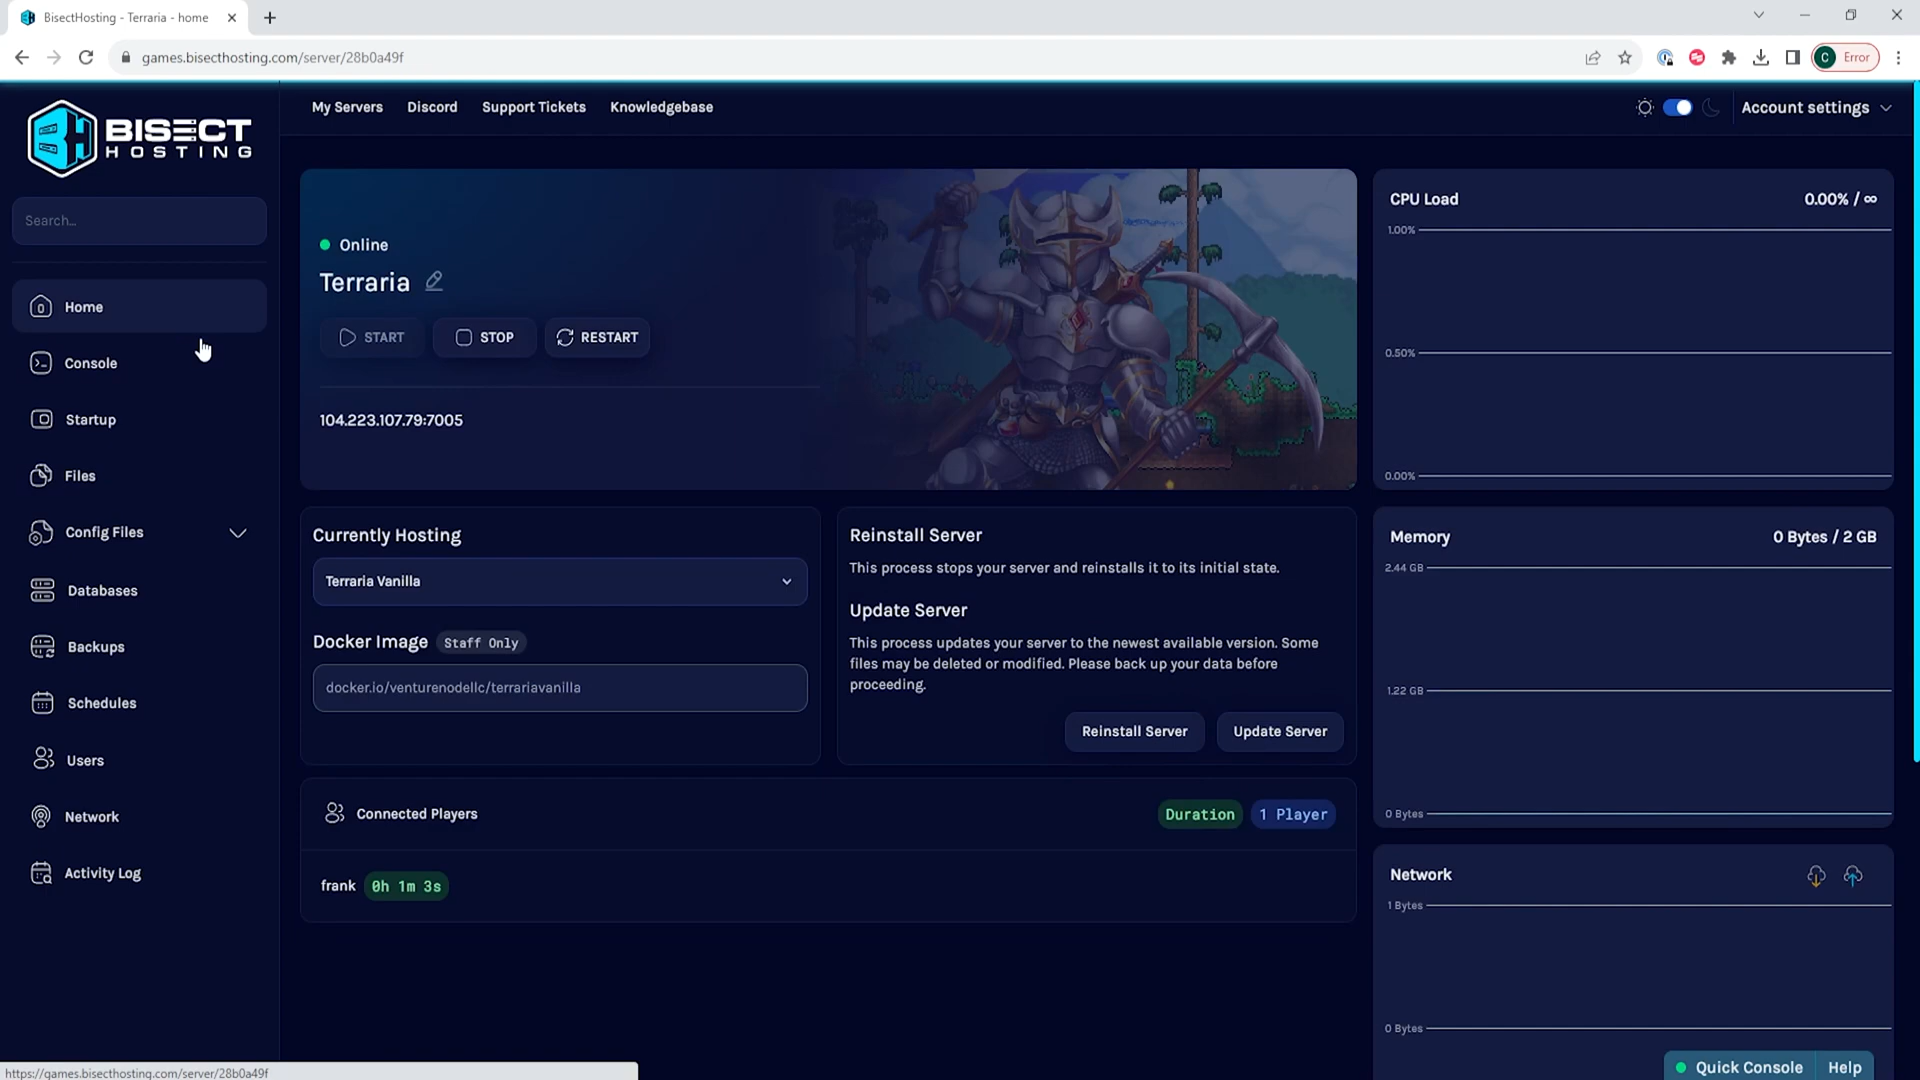 BisectHosting - Terraria - home
games.bisecthosting.com/server/28b0a49f
C Error
BISECT
HOSTING
My Servers Discord Support Tickets Knowledgebase
Account settings
Search...
Home
Console
Startup
Files
Config Files
Databases
Backups
Schedules
Users
Network
Activity Log
Online
Terraria
START STOP RESTART
104.223.107.79:7005
Currently Hosting
Terraria Vanilla
Docker Image Staff Only
docker.io/venturenodellc/terrariavanilla
Reinstall Server
This process stops your server and reinstalls it to its initial state.
Update Server
This process updates your server to the newest available version. Some
files may be deleted or modified. Please back up your data before
proceeding.
Reinstall Server Update Server
Connected Players Duration 1 Player
frank 0h 1m 3s
CPU Load 0.00% / ∞
1.00%
0.50%
0.00%
Memory 0 Bytes / 2 GB
2.44 GB
1.22 GB
0 Bytes
Network
1 Bytes
0 Bytes
Quick Console Help
https://games.bisecthosting.com/server/28b0a49f